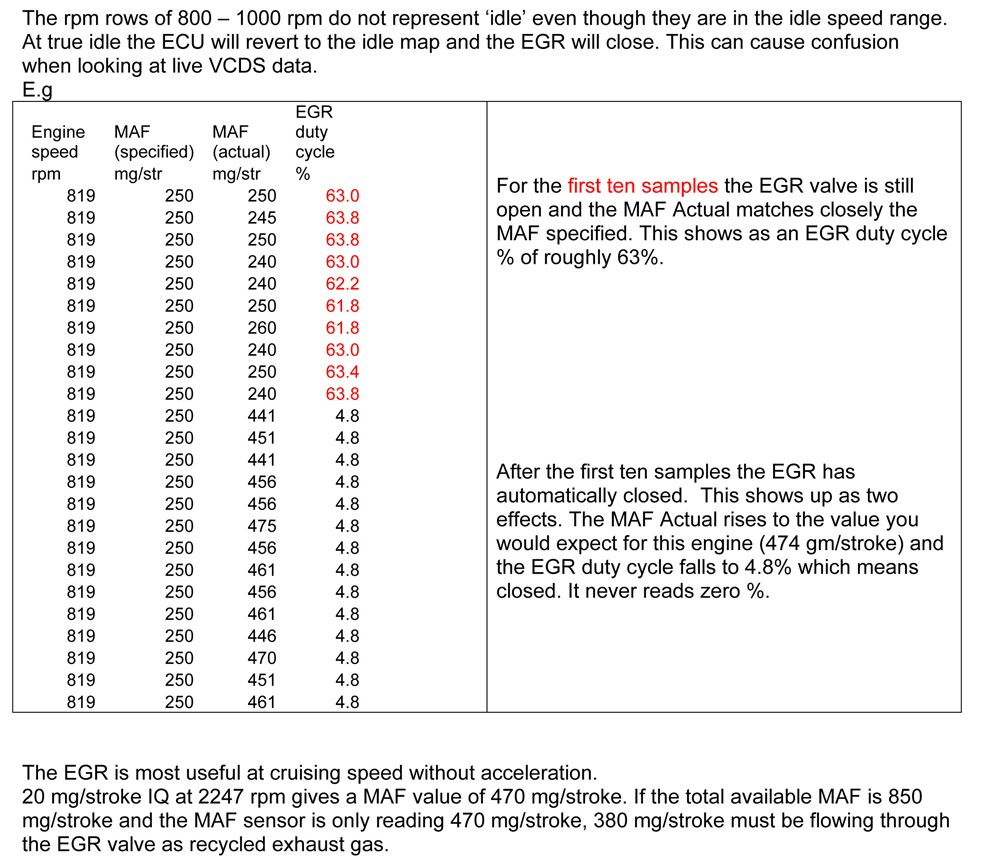 The rpm rows of 800 – 1000 rpm do not represent ‘idle’ even though they are in the idle speed range.
At true idle the ECU will revert to the idle map and the EGR will close. This can cause confusion
when looking at live VCDS data.
E.g
EGR
Engine MAF MAF duty
speed (specified) (actual) cycle
rpm mg/str mg/str %
819 250 250 63.0
819 250 245 63.8
819 250 250 63.8
819 250 240 63.0
819 250 240 62.2
819 250 250 61.8
819 250 260 61.8
819 250 240 63.0
819 250 250 63.4
819 250 240 63.8
819 250 441 4.8
819 250 451 4.8
819 250 441 4.8
819 250 456 4.8
819 250 456 4.8
819 250 475 4.8
819 250 456 4.8
819 250 461 4.8
819 250 456 4.8
819 250 461 4.8
819 250 446 4.8
819 250 470 4.8
819 250 451 4.8
819 250 461 4.8
For the first ten samples the EGR valve is still
open and the MAF Actual matches closely the
MAF specified. This shows as an EGR duty cycle
% of roughly 63%.
After the first ten samples the EGR has
automatically closed.  This shows up as two
effects. The MAF Actual rises to the value you
would expect for this engine (474 gm/stroke) and
the EGR duty cycle falls to 4.8% which means
closed. It never reads zero %.
The EGR is most useful at cruising speed without acceleration.
20 mg/stroke IQ at 2247 rpm gives a MAF value of 470 mg/stroke. If the total available MAF is 850
mg/stroke and the MAF sensor is only reading 470 mg/stroke, 380 mg/stroke must be flowing through
the EGR valve as recycled exhaust gas.